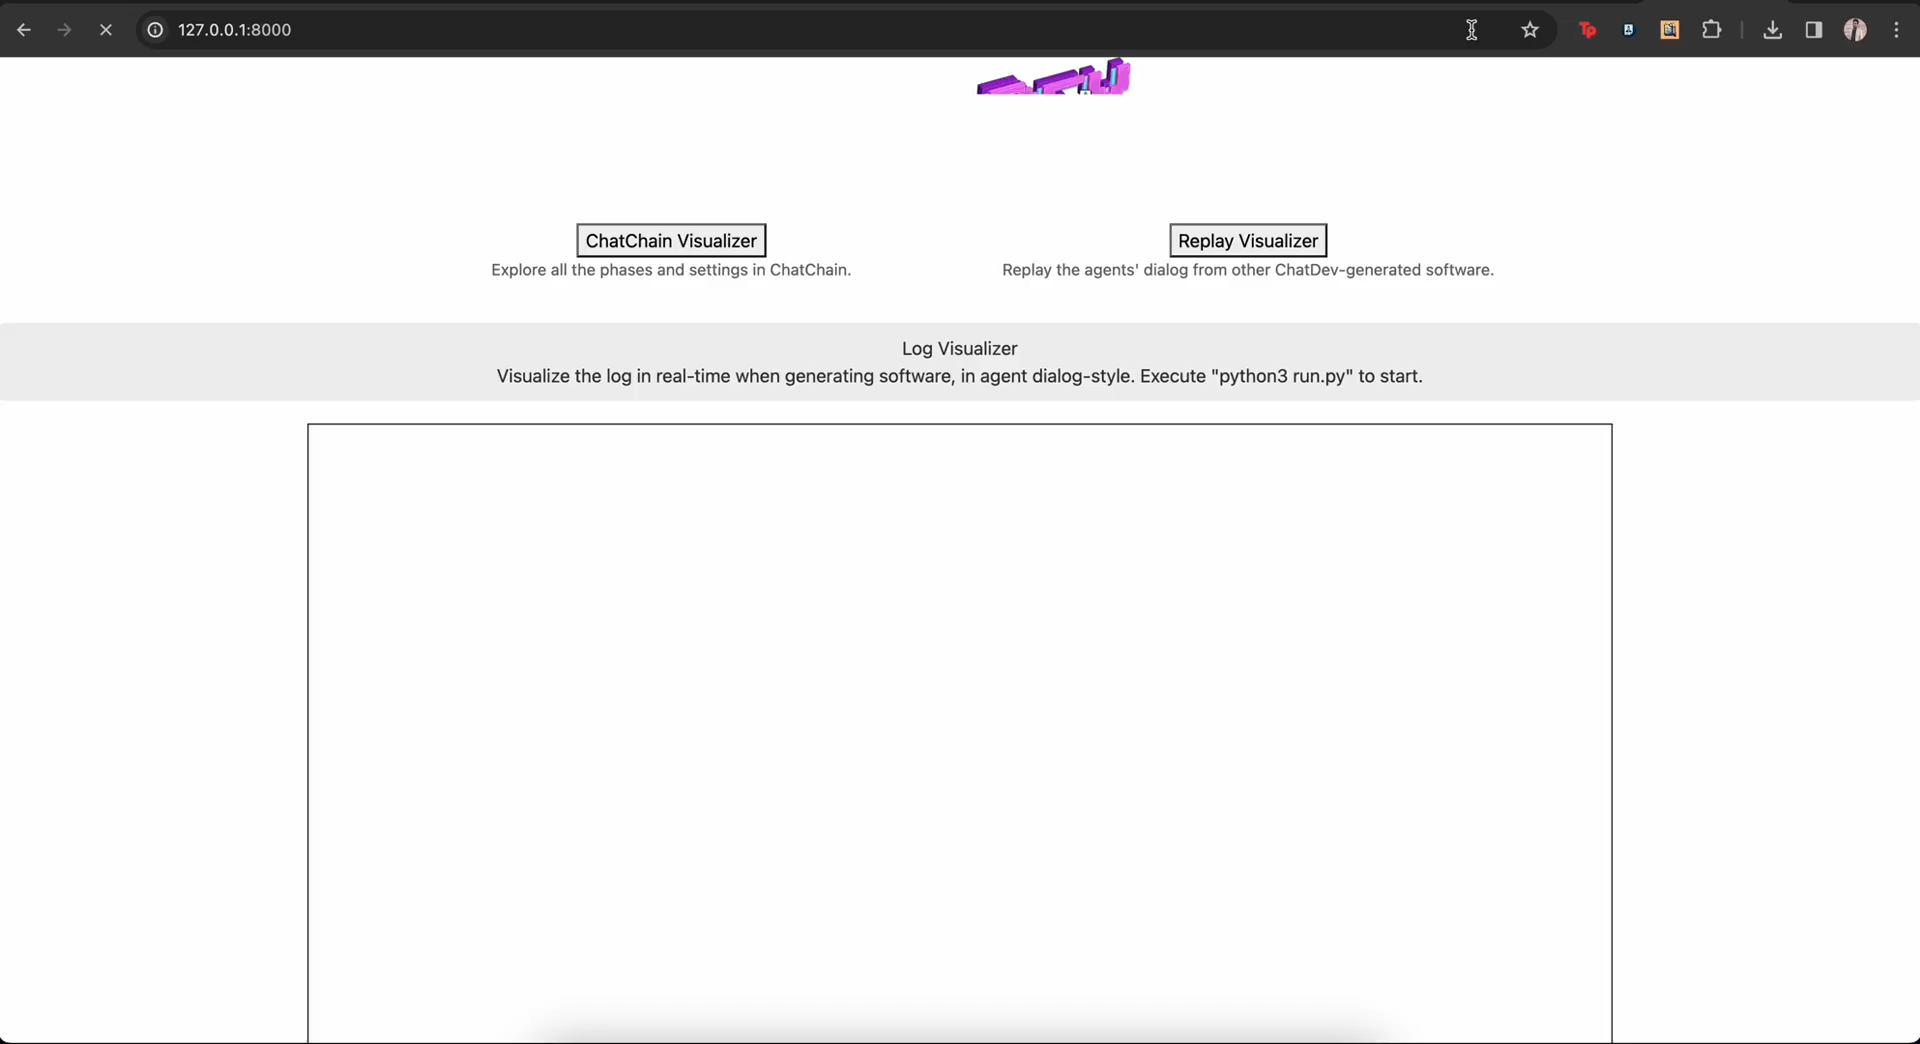 127.0.0.1:8000
Tp
ChatChain Visualizer
Explore all the phases and settings in ChatChain.
Replay Visualizer
Replay the agents' dialog from other ChatDev-generated software.
Log Visualizer
Visualize the log in real-time when generating software, in agent dialog-style. Execute "python3 run.py" to start.